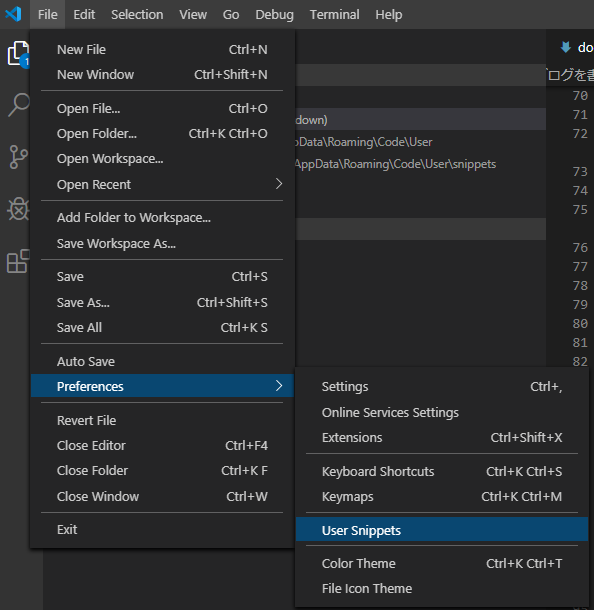 File Edit Selection View Go Debug Terminal Help
New File Ctrl+N
New Window Ctrl+Shift+N
Open File... Ctrl+O
Open Folder... Ctrl+K Ctrl+O
Open Workspace...
Open Recent
Add Folder to Workspace...
Save Workspace As...
Save Ctrl+S
Save As... Ctrl+Shift+S
Save All Ctrl+K S
Auto Save
Preferences
Revert File
Close Editor Ctrl+F4
Close Folder Ctrl+K F
Close Window Ctrl+W
Exit
Settings Ctrl+,
Online Services Settings
Extensions Ctrl+Shift+X
Keyboard Shortcuts Ctrl+K Ctrl+S
Keymaps Ctrl+K Ctrl+M
User Snippets
Color Theme Ctrl+K Ctrl+T
File Icon Theme
1
down)
pData\Roaming\Code\User
AppData\Roaming\Code\User\snippets
do
ブログを書
70
71
72
73
74
75
76
77
78
79
80
81
82